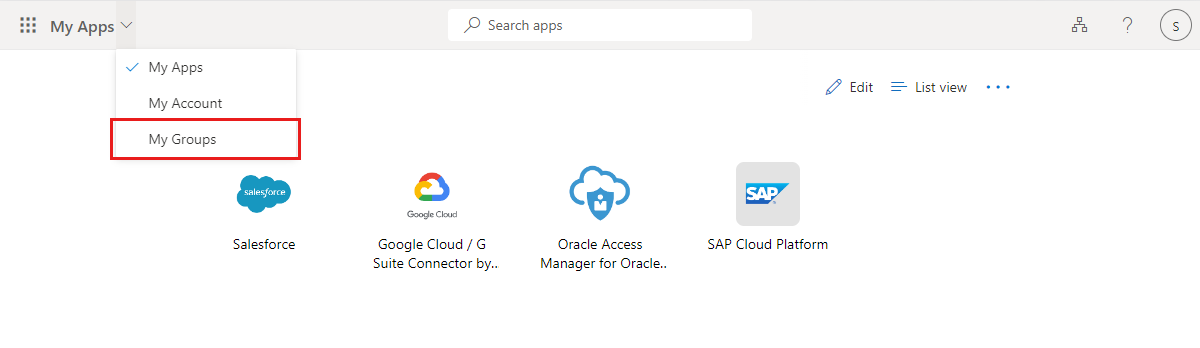 My Apps
Search apps
?
S
My Apps
My Account
My Groups
Edit
List view
salesforce
Google Cloud
SAP
Salesforce
Google Cloud / G
Suite Connector by..
Oracle Access
Manager for Oracle..
SAP Cloud Platform